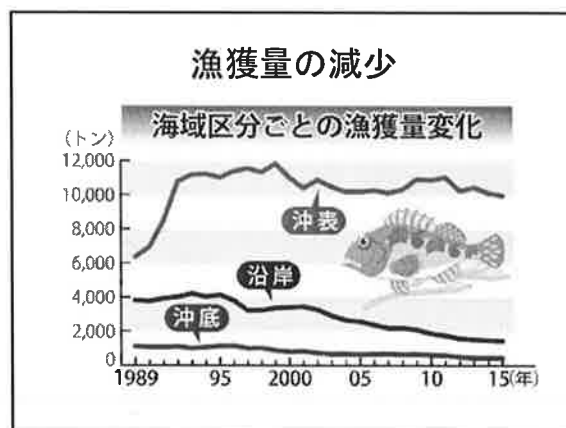 漁獲量の減少
海域区分ごとの漁獲量変化
(トン)
12,000
10,000
8,000
6,000
4,000
2,000
0
沖表
沿岸
沖底
1989 95 2000 05 10 15(年)